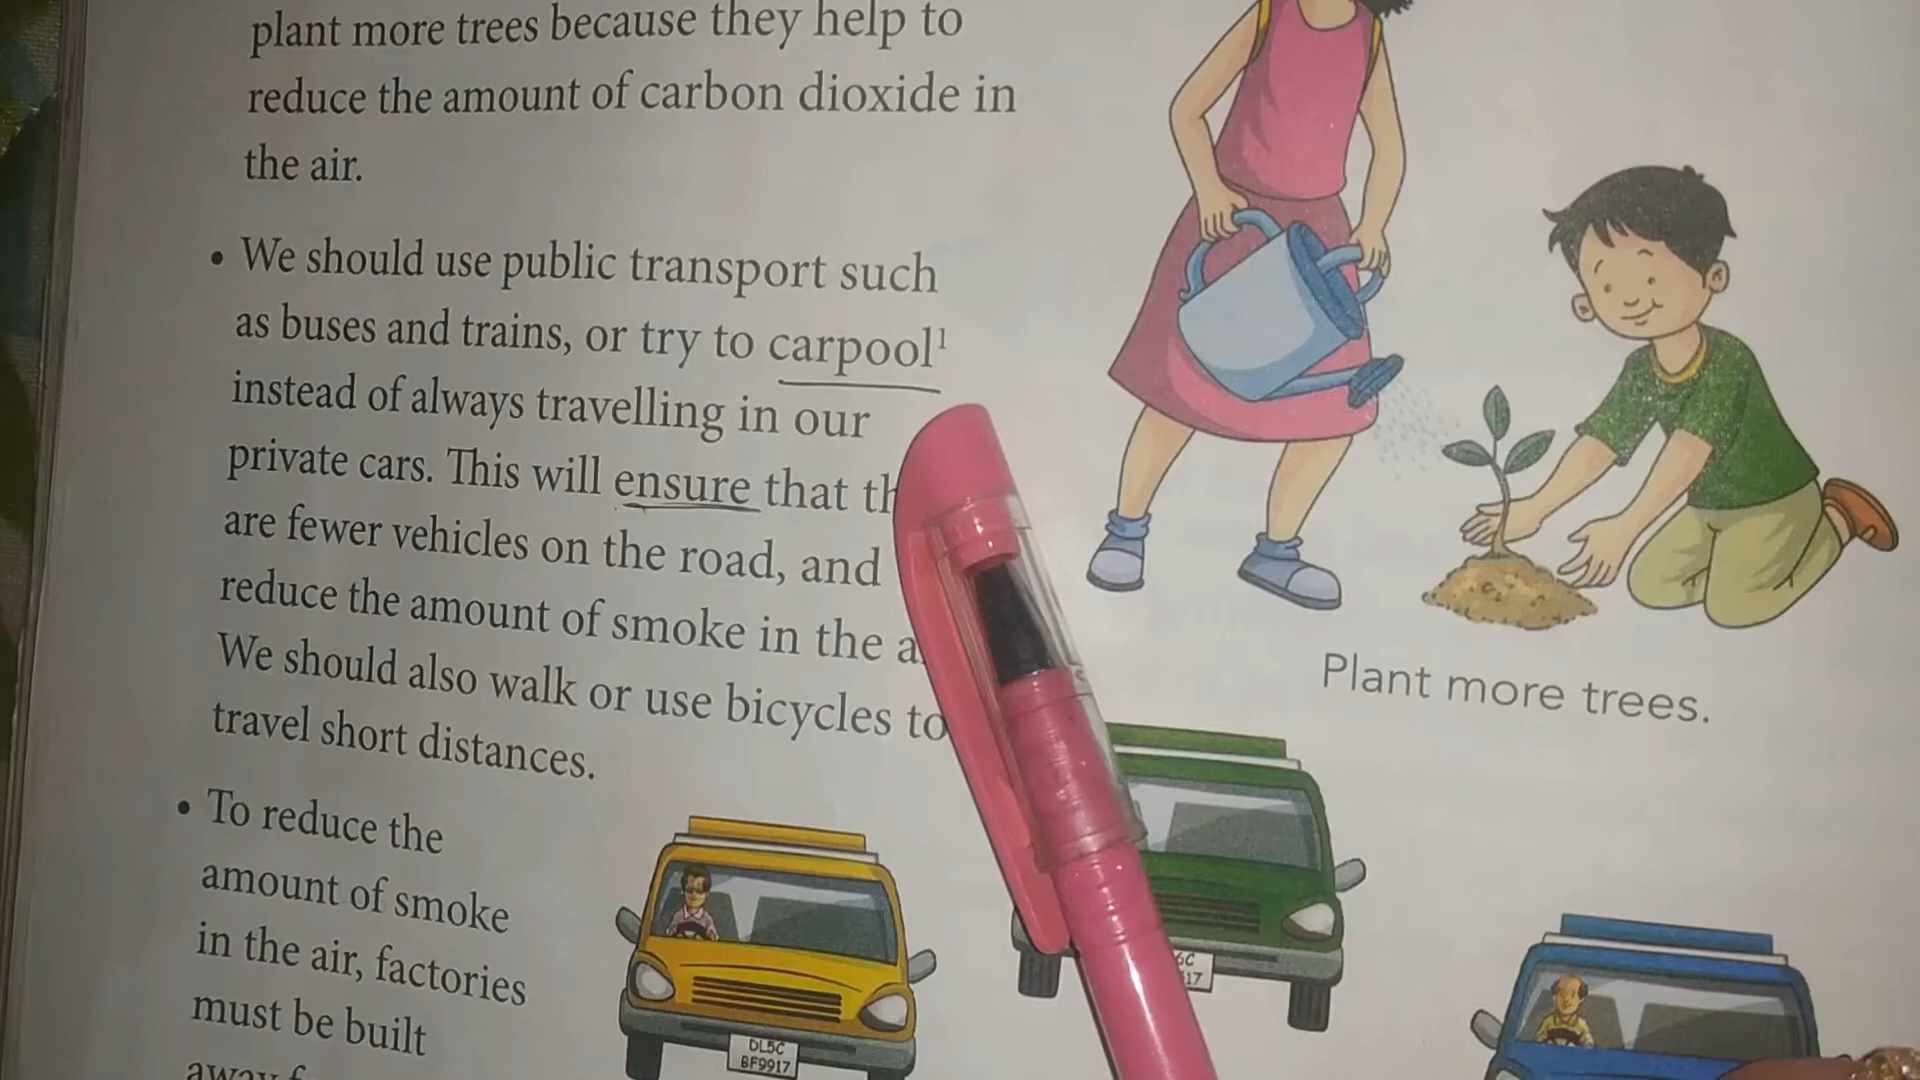 plant more trees because they help to
reduce the amount of carbon dioxide in
the air.
• We should use public transport such
as buses and trains, or try to carpool¹
instead of always travelling in our
private cars. This will ensure that
are fewer vehicles on the road, and
reduce the amount of smoke in the
We should also walk or use bicycles to
travel short distances.
Plant more trees.
• To reduce the
amount of smoke
in the air, factories
must be built
away
DL5C
BF9917
6C
17